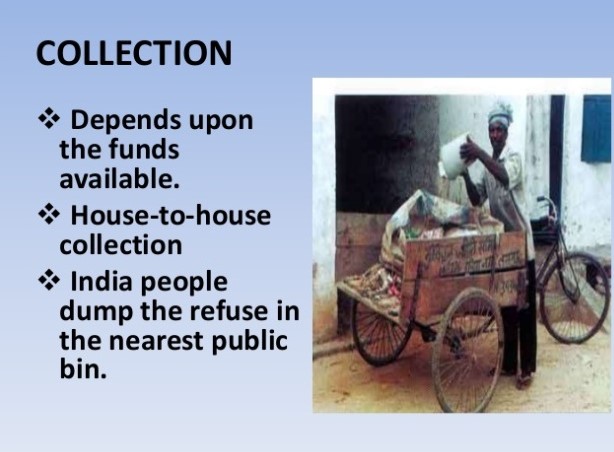 COLLECTION
❖ Depends upon
the funds
available.
❖ House-to-house
collection
❖ India people
dump the refuse in
the nearest public
bin.